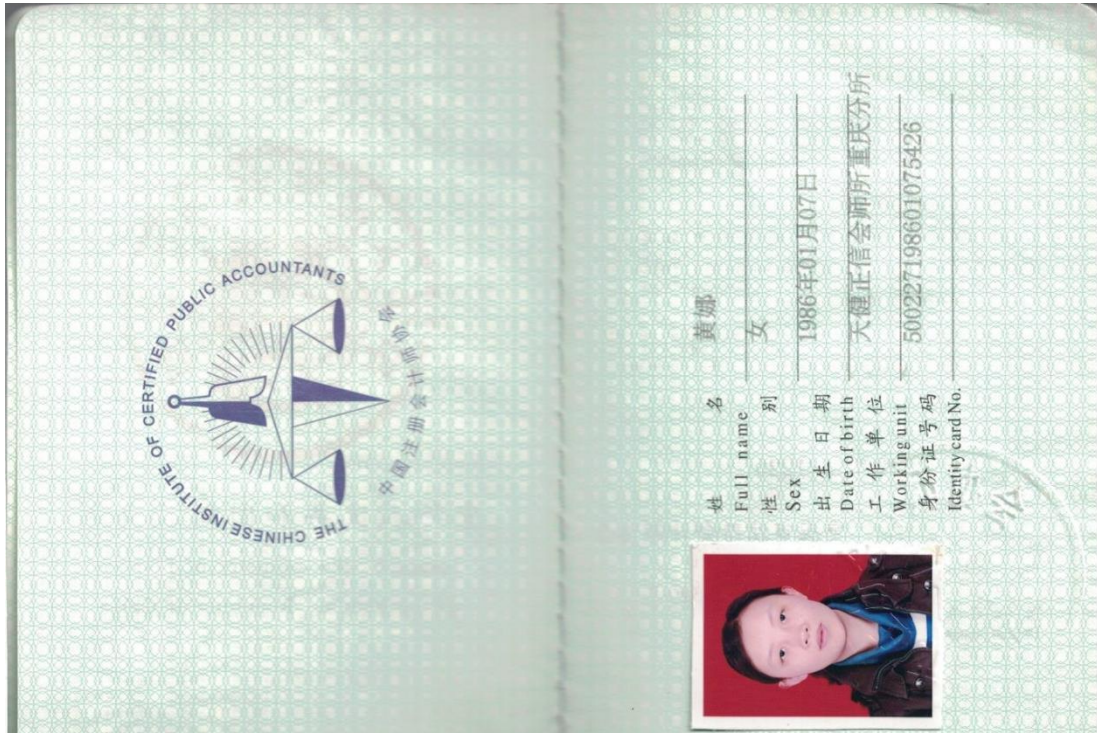 THE CHINESE INSTITUTE OF CERTIFIED PUBLIC ACCOUNTANTS
中国注册会计师协会
姓 名 黄娜
Full name
性 别 女
Sex
出 生 日 期 1986年01月07日
Date of birth
工 作 单 位 天健正信会师所重庆分所
Working unit
身 份 证 号 码 500227198601075426
Identity card No.